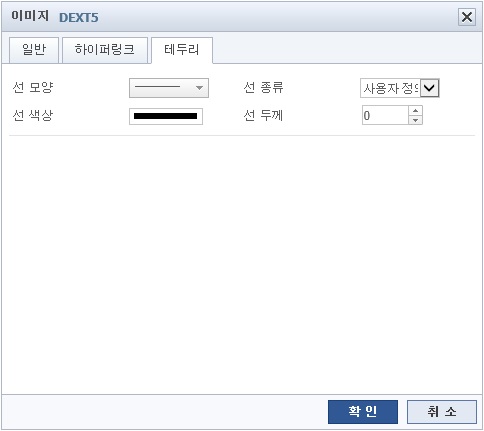 이미지 DEXT5
일반 하이퍼링크 테두리
선 모양 선 종류 사용자 정의
선 색상 선 두께 0
확 인 취 소